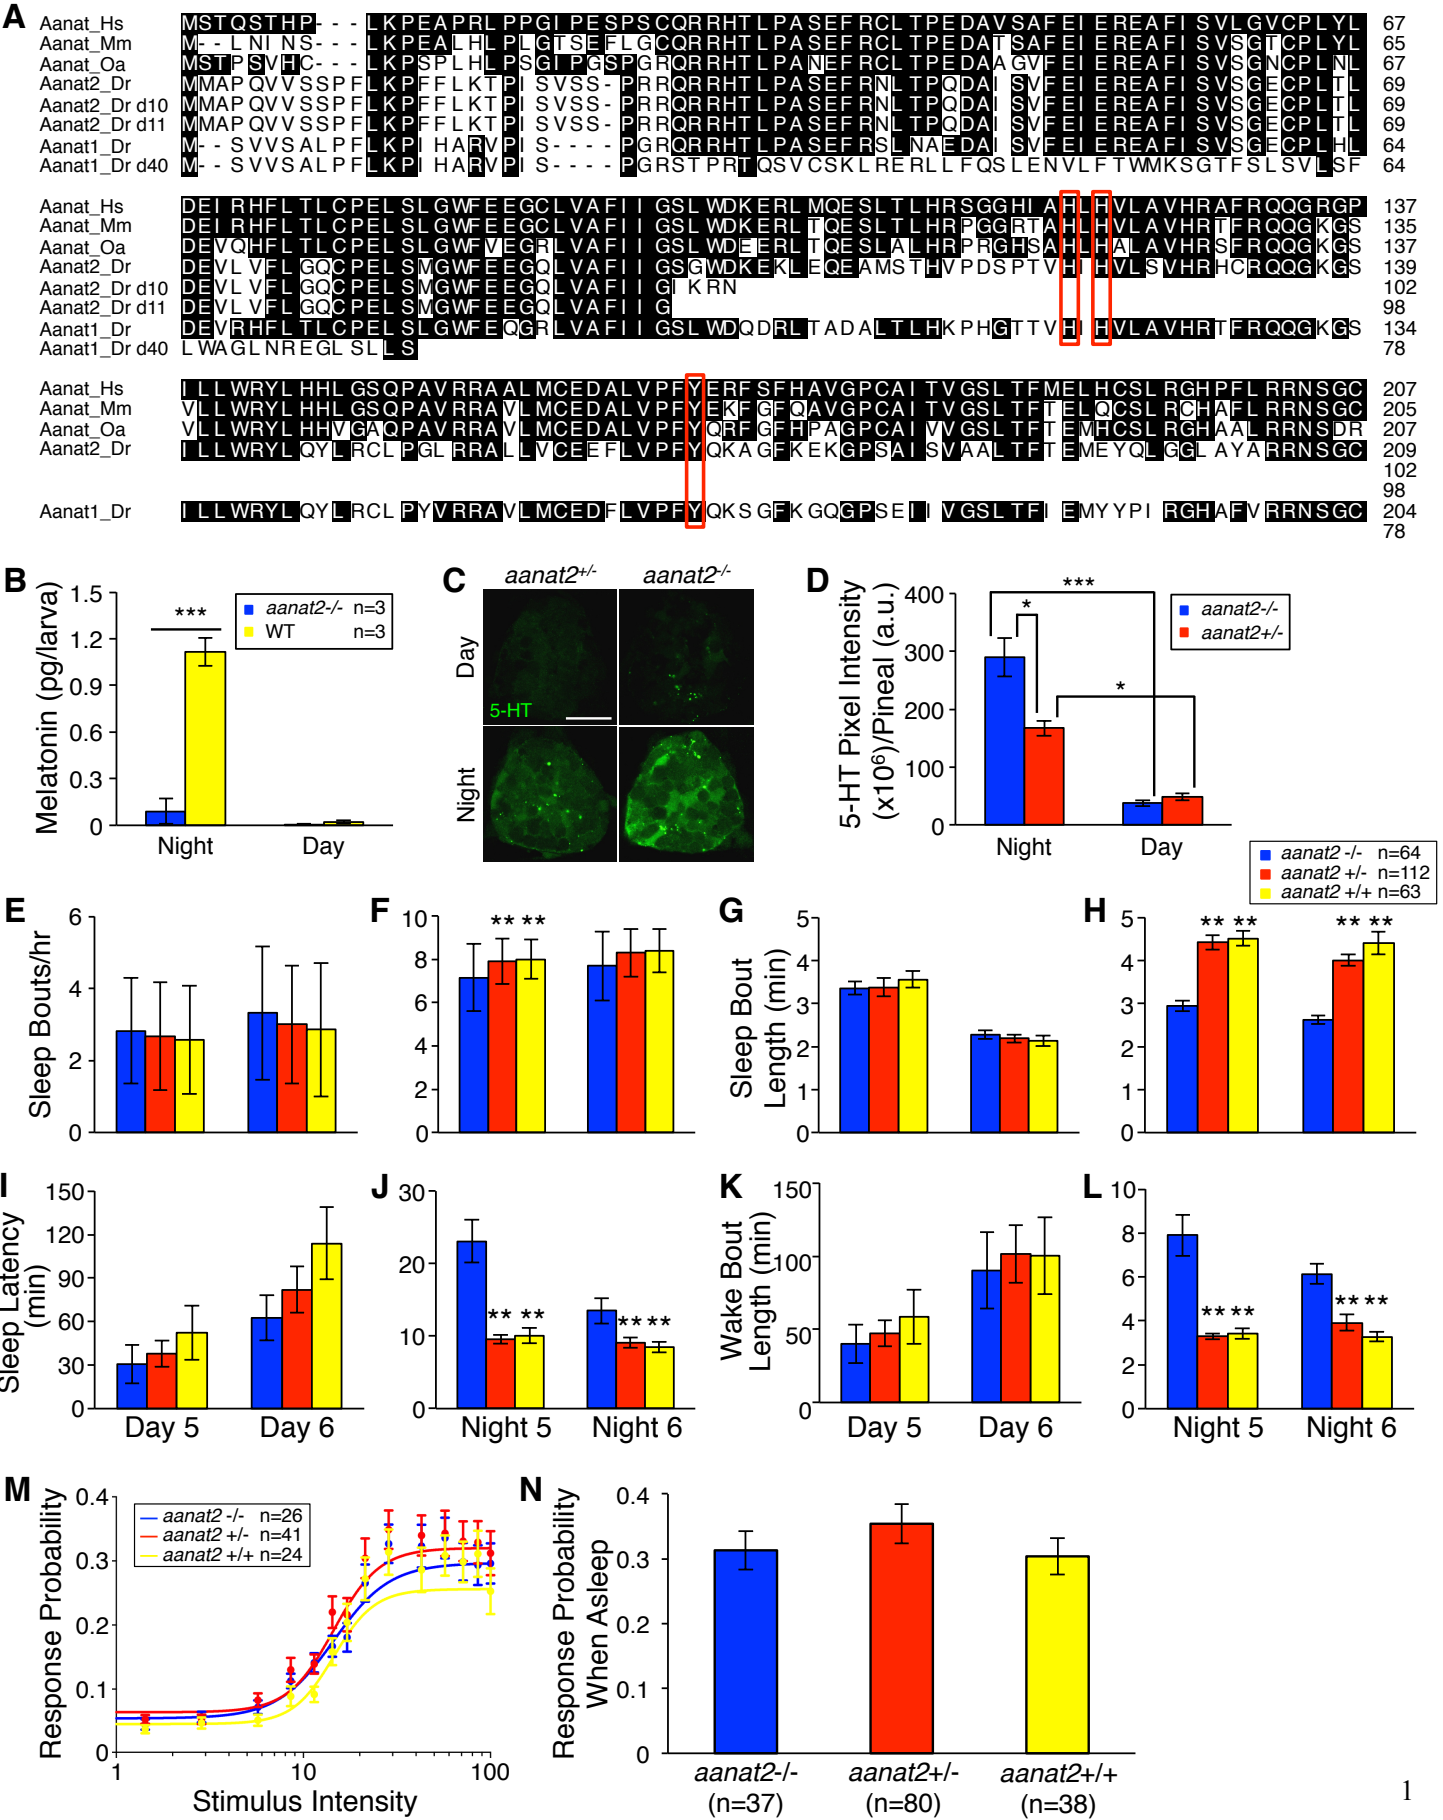 A
Aanat_Hs MSTQSTHP---LKPEAPRLPPGIPESPSCQRRHTLPASEFRCLTPEDAVSAFEIEREAFISVLGVCPLYL 67
Aanat_Mm M--LNINS---LKPEALHLPLGTSEFLGCQRRHTLPASEFRCLTPEDATSAFEIEREAFISVSGTCPLYL 65
Aanat_Oa MSTPSVHC---LKPSPLHLPSGIPGSPGRQRRHTLPANEFRCLTPEDAAGVFEIEREAFISVSGNCPLNL 67
Aanat2_Dr MMAPQVVSSPFLKPFFLKTPISVSS-PRRQRRHTLPASEFRNLTPQDAISVFEIEREAFISVSGECPLTL 69
Aanat2_Dr d10 MMAPQVVSSPFLKPFFLKTPISVSS-PRRQRRHTLPASEFRNLTPQDAISVFEIEREAFISVSGECPLTL 69
Aanat2_Dr d11 MMAPQVVSSPFLKPFFLKTPISVSS-PRRQRRHTLPASEFRNLTPQDAISVFEIEREAFISVSGECPLTL 69
Aanat1_Dr M--SVVSALPFLKPIHARVPIS----PGRQRRHTLPASEFRSLNAEDAISVFEIEREAFISVSGECPLHL 64
Aanat1_Dr d40 M--SVVSALPFLKPIHARVPIS----PGRSTPRTQSVCSKLRERLLFQSLENVLFTWMKSGTFSLSVLSF 64
Aanat_Hs DEIRHFLTLCPELSLGWFEEGCLVAFIIGSLWDKERLMQESLTLHRSGGHIAHLHVLAVHRAFRQQGRGP 137
Aanat_Mm DEIRHFLTLCPELSLGWFEEGCLVAFIIGSLWDKERLTQESLTLHRPGGRTAHLHVLAVHRTFRQQGKGS 135
Aanat_Oa DEVQHFLTLCPELSLGWFVEGRLVAFIIGSLWDEERLTQESLALHRPRGHSAHLHALAVHRSFRQQGKGS 137
Aanat2_Dr DEVLVFLGQCPELSMGWFEEGQLVAFIIGSGWDKEKLEQEAMSTHVPDSPTVHIHVLSVHRHCRQQGKGS 139
Aanat2_Dr d10 DEVLVFLGQCPELSMGWFEEGQLVAFIIGIKRN 102
Aanat2_Dr d11 DEVLVFLGQCPELSMGWFEEGQLVAFIIG 98
Aanat1_Dr DEVRHFLTLCPELSLGWFEQGRLVAFIIGSLWDQDRLTADALTLHKPHGTTVHIHVLAVHRTFRQQGKGS 134
Aanat1_Dr d40 LWAGLNREGLSLLS 78
Aanat_Hs ILLWRYLHHLGSQPAVRRAALMCEDALVPFYERFSFHAVGPCAITVGSLTFMELHCSLRGHPFLRRNSGC 207
Aanat_Mm VLLWRYLHHLGSQPAVRRAVLMCEDALVPFYEKFGFQAVGPCAITVGSLTFTELQCSLRCHAFLRRNSGC 205
Aanat_Oa VLLWRYLHHVGAQPAVRRAVLMCEDALVPFYQRFGFHPAGPCAIVVGSLTFTEMHCSLRGHAALRRNSDR 207
Aanat2_Dr ILLWRYLQYLRCLPGLRRALLVCEEFLVPFYQKAGFKEKGPSAISVAALTFTEMEYQLGGLAYARRNSGC 209
102
98
Aanat1_Dr ILLWRYLQYLRCLPYVRRAVLMCEDFLVPFYQKSGFKGQGPSEIIVGSLTFIEMYYPIRGHAFVRRNSGC 204
78
B
Melatonin (pg/larva)
1.5
1.2
0.9
0.6
0.3
0
***
aanat2-/- n=3
WT n=3
Night Day
C
aanat2+/- aanat2-/-
Day
5-HT
Night
D
5-HT Pixel Intensity
(x10⁶)/Pineal (a.u.)
400
300
200
100
0
***
*
*
aanat2-/-
aanat2+/-
Night Day
aanat2 -/- n=64
aanat2 +/- n=112
aanat2 +/+ n=63
E
Sleep Bouts/hr
6
4
2
0
F
10
8
6
4
2
0
** **
G
Sleep Bout
Length (min)
5
4
3
2
1
0
H
5
4
3
2
1
0
** ** ** **
I
Sleep Latency
(min)
150
120
90
60
30
0
Day 5 Day 6
J
30
20
10
0
** ** ** **
Night 5 Night 6
K
Wake Bout
Length (min)
150
100
50
0
Day 5 Day 6
L
10
8
6
4
2
0
** ** ** **
Night 5 Night 6
M
Response Probability
0.4
0.3
0.2
0.1
0
aanat2 -/- n=26
aanat2 +/- n=41
aanat2 +/+ n=24
1 10 100
Stimulus Intensity
N
Response Probability
When Asleep
0.4
0.3
0.2
0.1
0
aanat2-/- aanat2+/- aanat2+/+
(n=37) (n=80) (n=38)
1